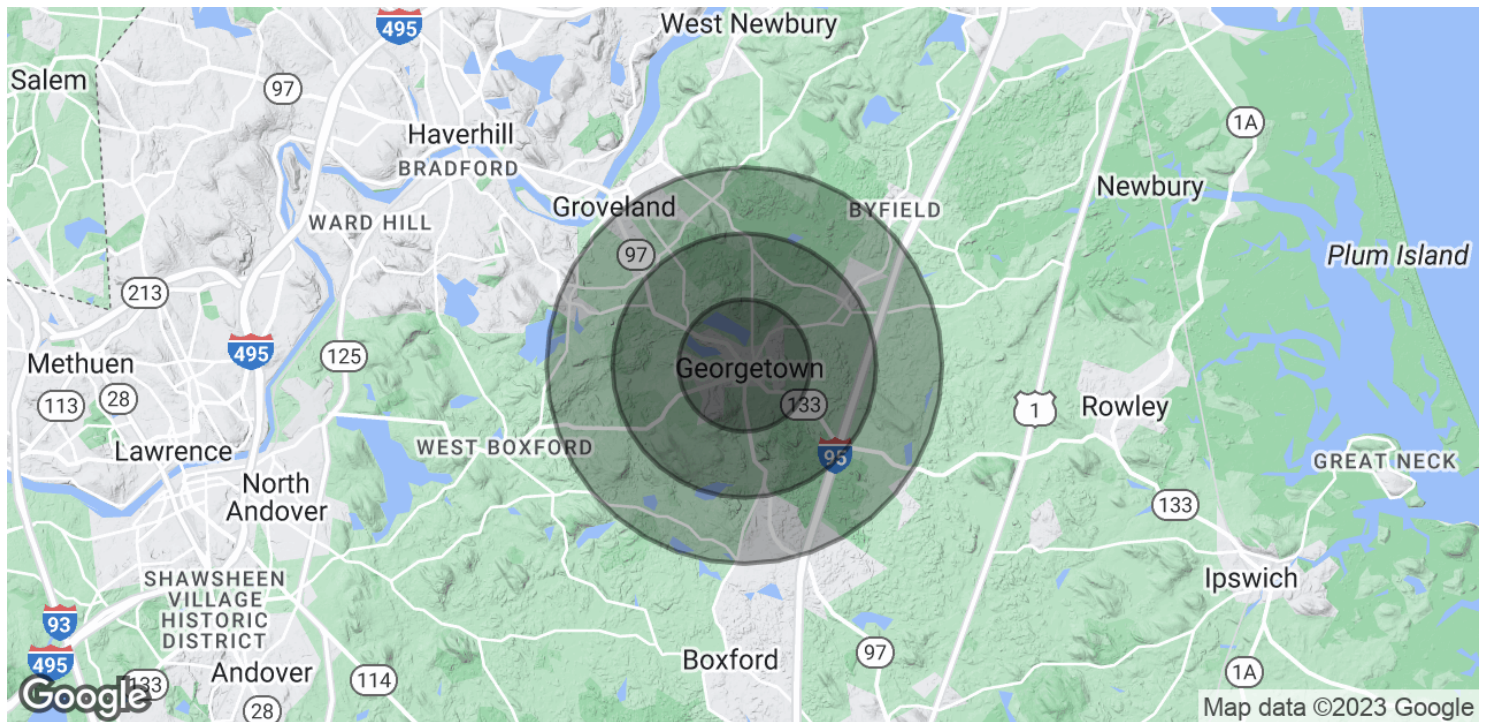 495
West Newbury
Salem
97
Haverhill
1A
BRADFORD
Newbury
Groveland
BYFIELD
WARD HILL
97
Plum Island
213
495
125
Methuen
Georgetown
113
28
133
1
Rowley
WEST BOXFORD
Lawrence
95
GREAT NECK
North
Andover
133
SHAWSHEEN
VILLAGE
HISTORIC
DISTRICT
Ipswich
93
495
97
Boxford
Andover
114
1A
133
28
Google
Map data ©2023 Google